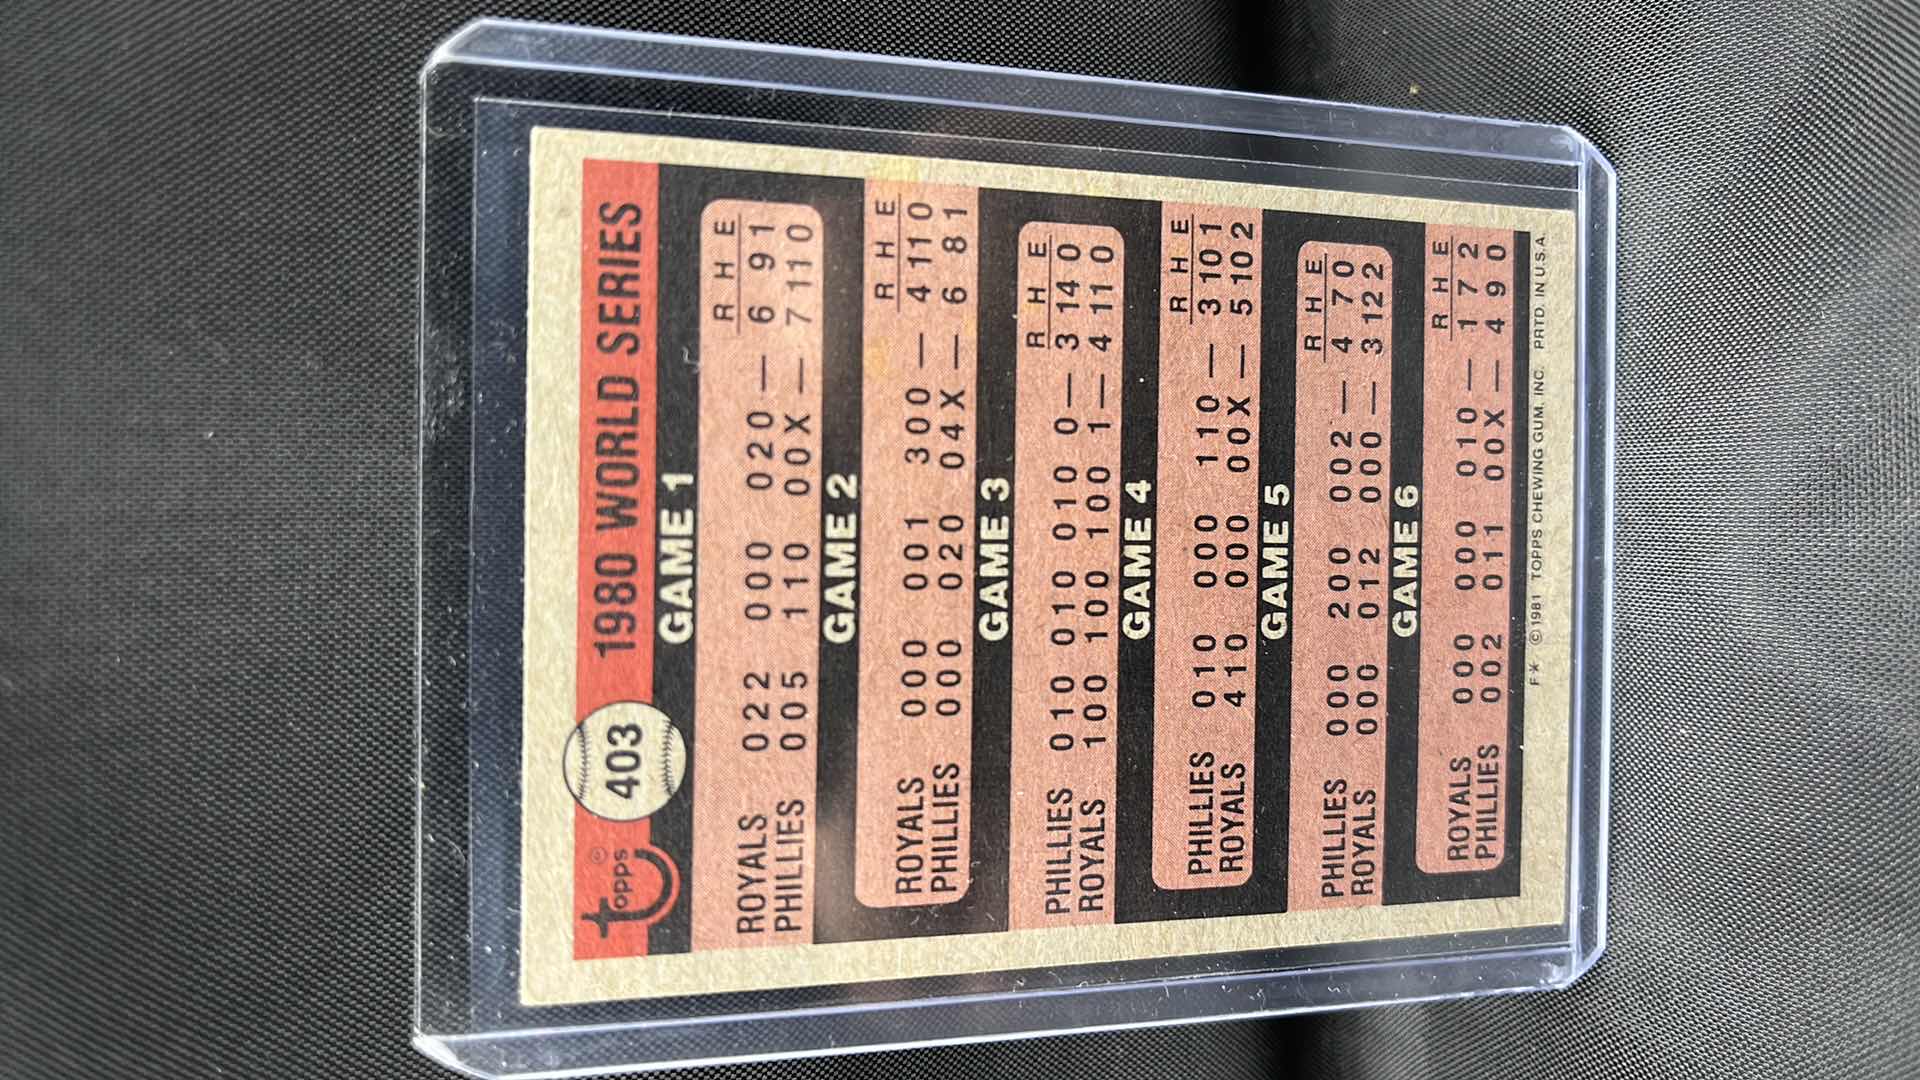 Topps ©
403
1980 WORLD SERIES
GAME 1
R H E
ROYALS 022 000 020 — 6 9 1
PHILLIES 005 110 00X — 7 11 0
GAME 2
R H E
ROYALS 000 001 300 — 4 11 0
PHILLIES 000 020 04X — 6 8 1
GAME 3
R H E
PHILLIES 010 010 010 0 — 3 14 0
ROYALS 100 100 100 1 — 4 11 0
GAME 4
R H E
PHILLIES 010 000 110 — 3 10 1
ROYALS 410 000 00X — 5 10 2
GAME 5
R H E
PHILLIES 000 200 002 — 4 7 0
ROYALS 000 012 000 — 3 12 2
GAME 6
R H E
ROYALS 000 000 010 — 1 7 2
PHILLIES 002 011 00X — 4 9 0
F* © 1981 TOPPS CHEWING GUM, INC. PRTD. IN U.S.A.